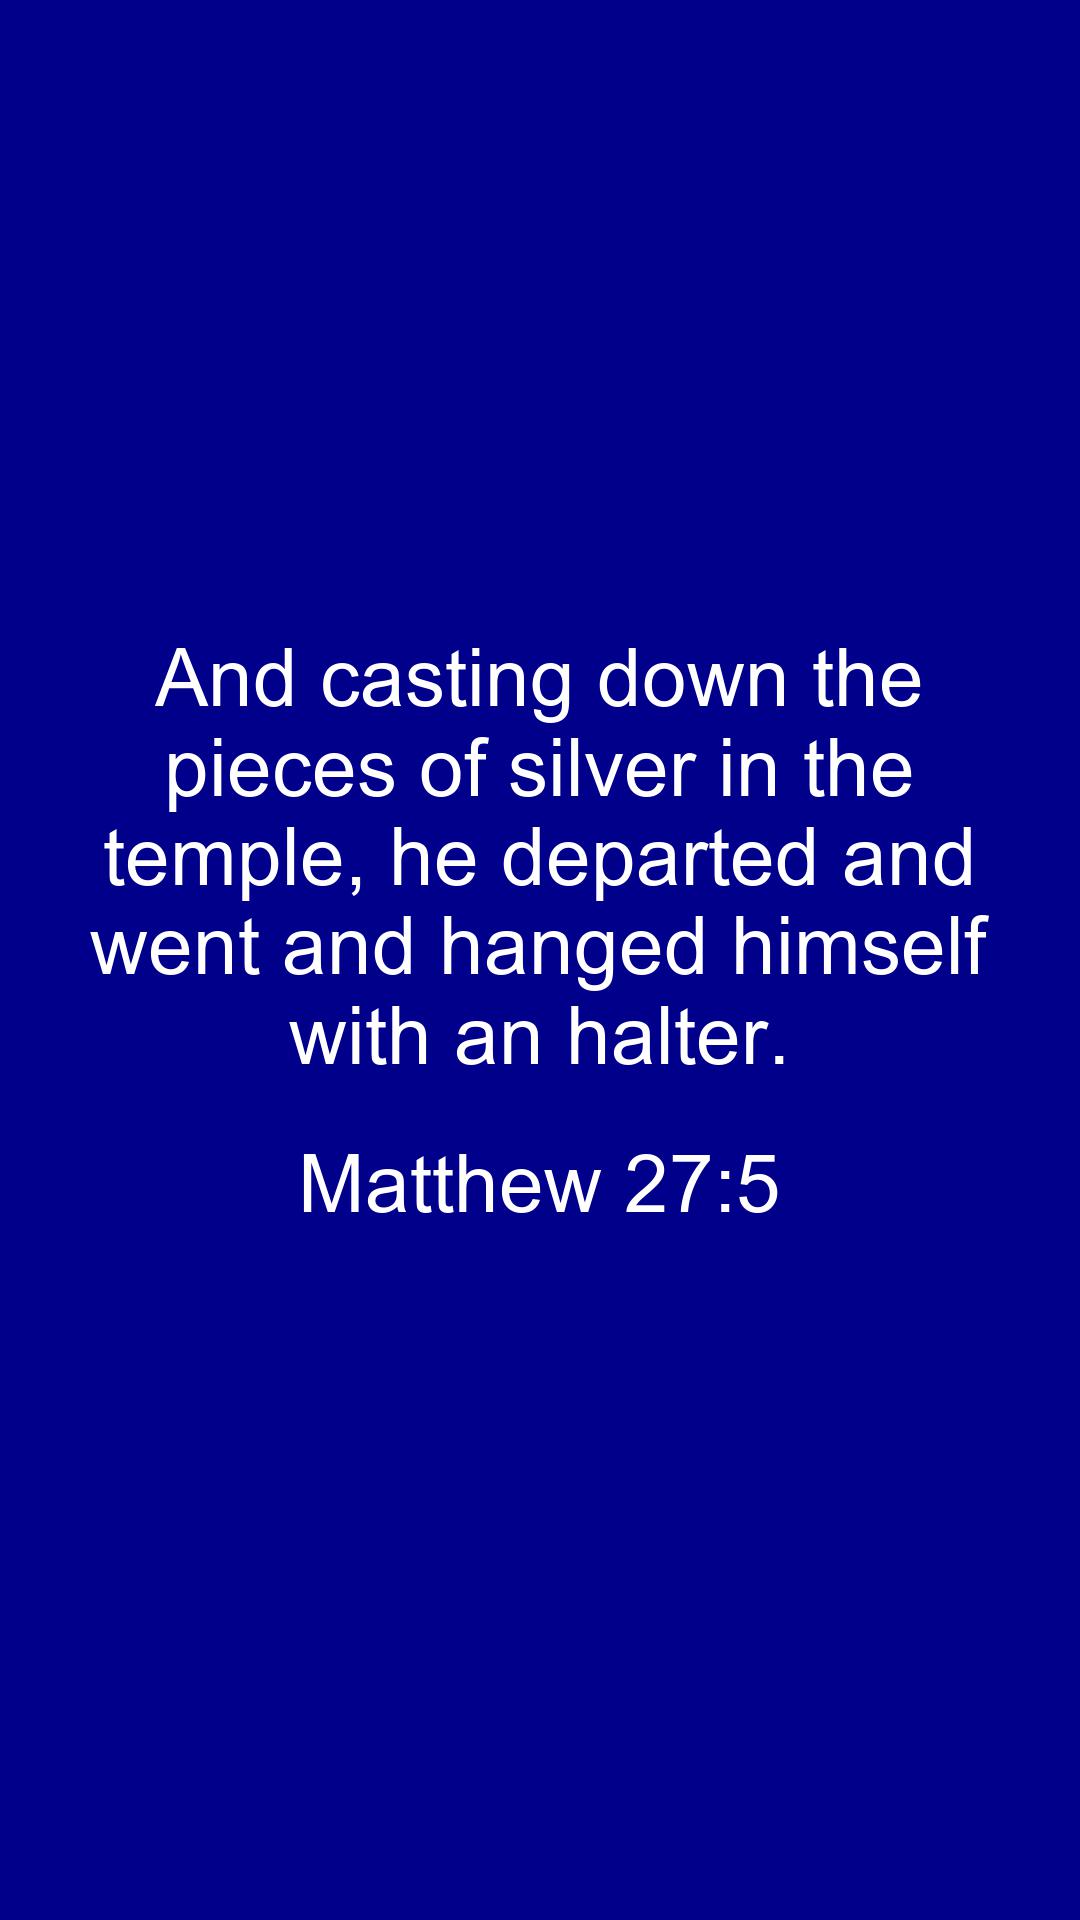 And casting down the
pieces of silver in the
temple, he departed and
went and hanged himself
with an halter.
Matthew 27:5